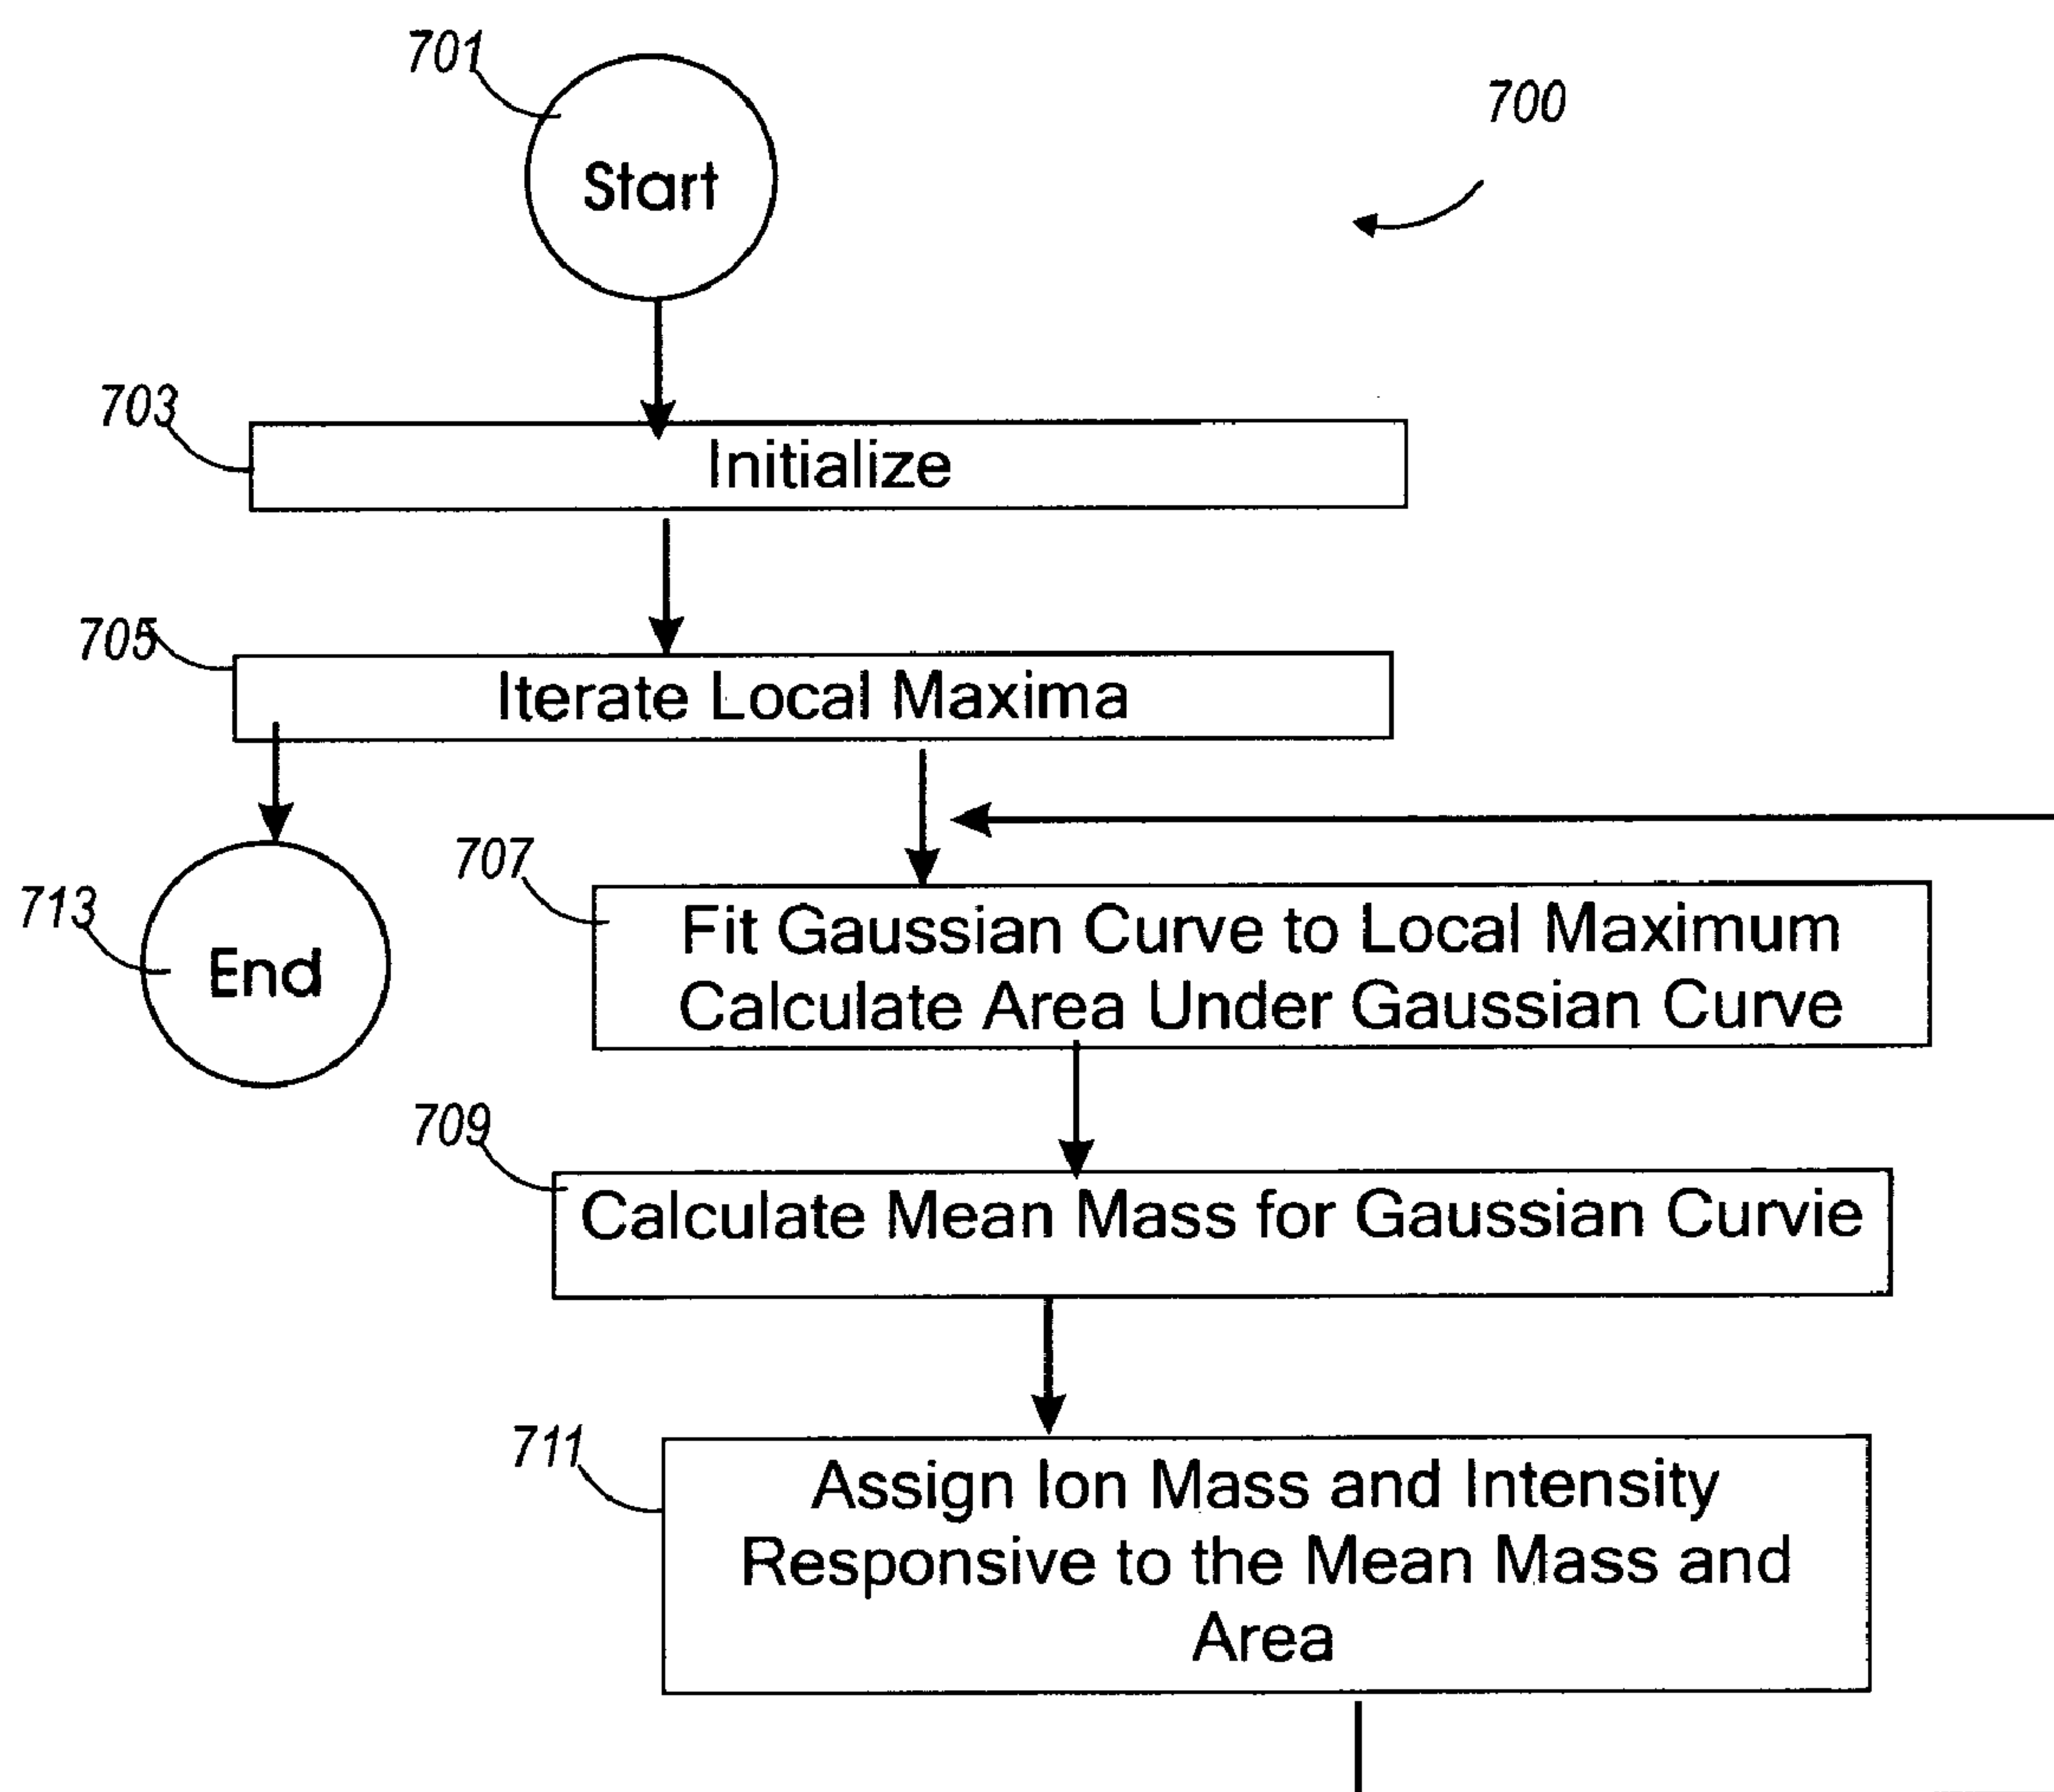 701
700
Start
703
Initialize
705
Iterate Local Maxima
707
713
End
Fit Gaussian Curve to Local Maximum
Calculate Area Under Gaussian Curve
709
Calculate Mean Mass for Gaussian Curvie
711
Assign Ion Mass and Intensity
Responsive to the Mean Mass and
Area